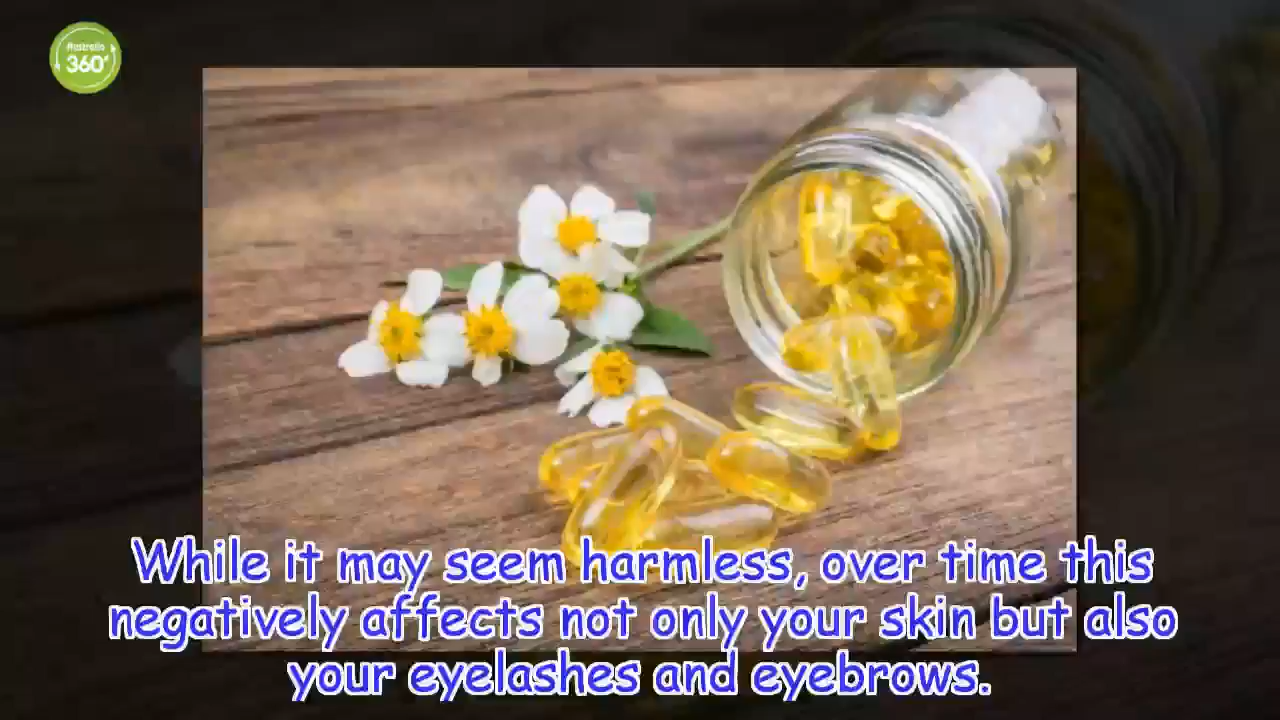 Australia
360°
While it may seem harmless, over time this
negatively affects not only your skin but also
your eyelashes and eyebrows.